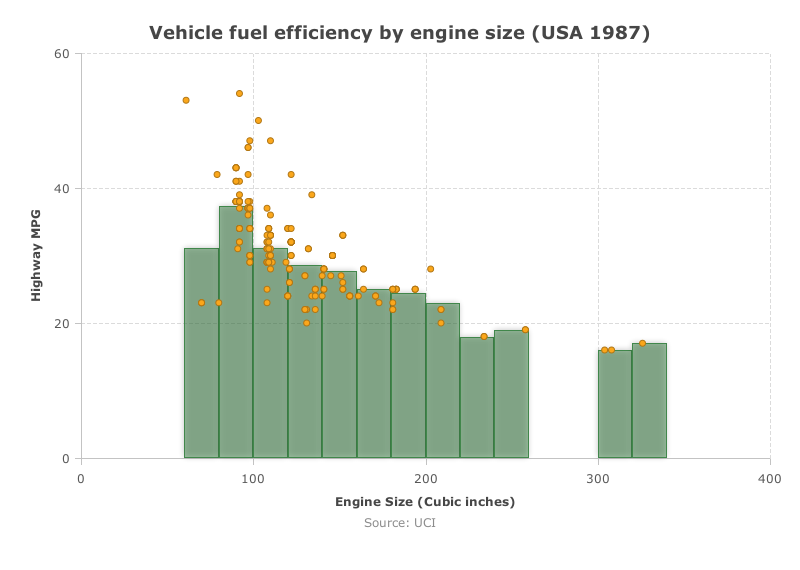 Vehicle fuel efficiency by engine size (USA 1987)
60
40
20
0
Highway MPG
0 100 200 300 400
Engine Size (Cubic inches)
Source: UCI